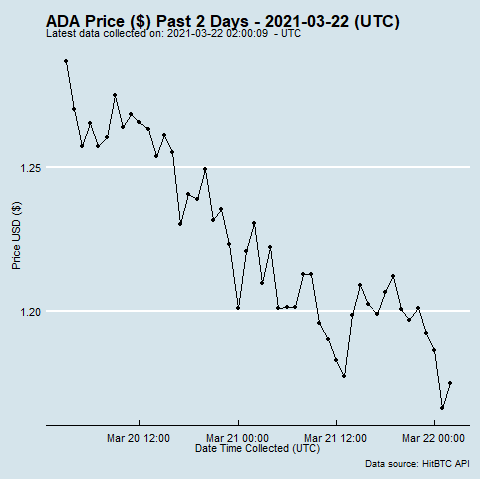 ADA Price ($) Past 2 Days - 2021-03-22 (UTC)
Latest data collected on: 2021-03-22 02:00:09  - UTC
Price USD ($)
1.25
1.20
Mar 20 12:00
Mar 21 00:00
Mar 21 12:00
Mar 22 00:00
Date Time Collected (UTC)
Data source: HitBTC API